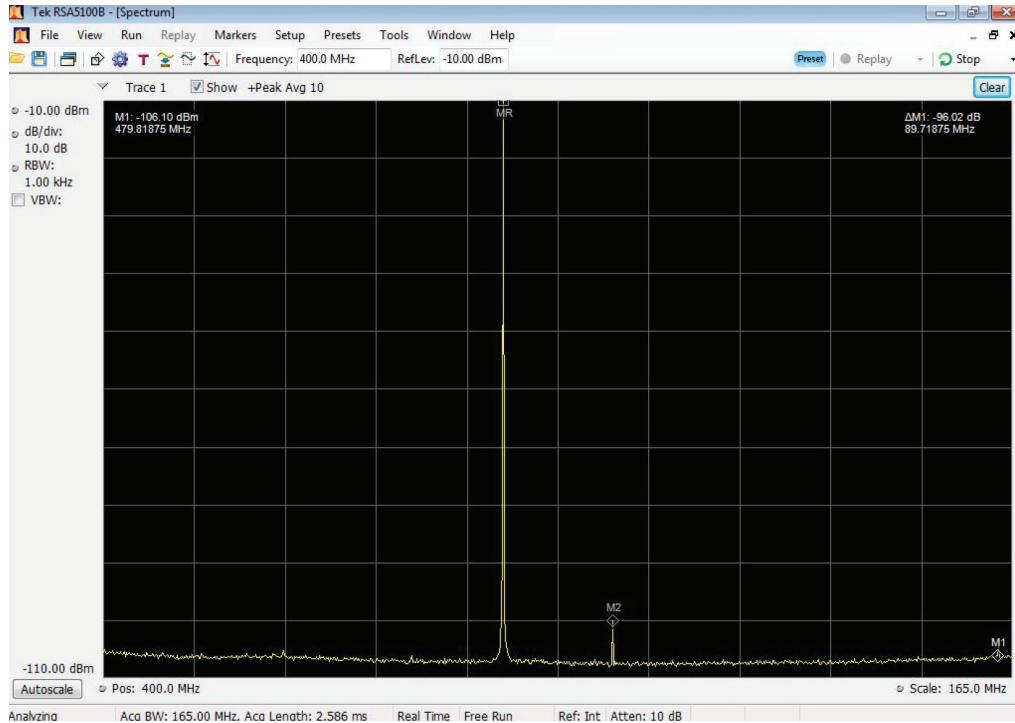 Tek RSA5100B - [Spectrum]
File View Run Replay Markers Setup Presets Tools Window Help
T Frequency: 400.0 MHz RefLev: -10.00 dBm Preset Replay Stop
Trace 1 Show +Peak Avg 10 Clear
-10.00 dBm
dB/div:
10.0 dB
RBW:
1.00 kHz
VBW:
M1: -106.10 dBm
479.81875 MHz
MR
ΔM1: -96.02 dB
89.71875 MHz
M2
M1
-110.00 dBm
Autoscale Pos: 400.0 MHz Scale: 165.0 MHz
Analyzing Acq BW: 165.00 MHz, Acq Length: 2.586 ms Real Time Free Run Ref: Int Atten: 10 dB